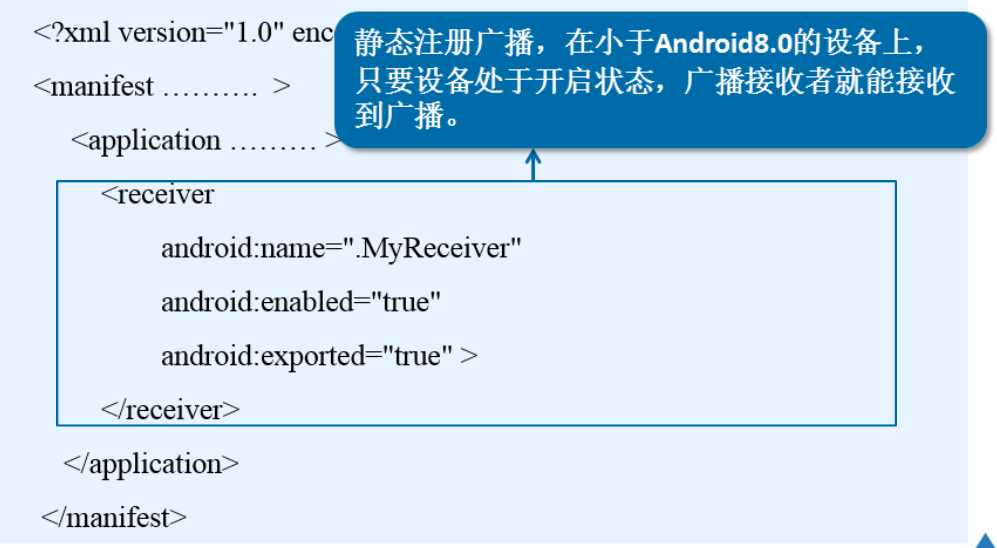 <?xml version="1.0" enc
静态注册广播，在小于Android8.0的设备上，
只要设备处于开启状态，广播接收者就能接收
到广播。
<manifest ………. >
<application ……… >
<receiver
android:name=".MyReceiver"
android:enabled="true"
android:exported="true" >
</receiver>
</application>
</manifest>